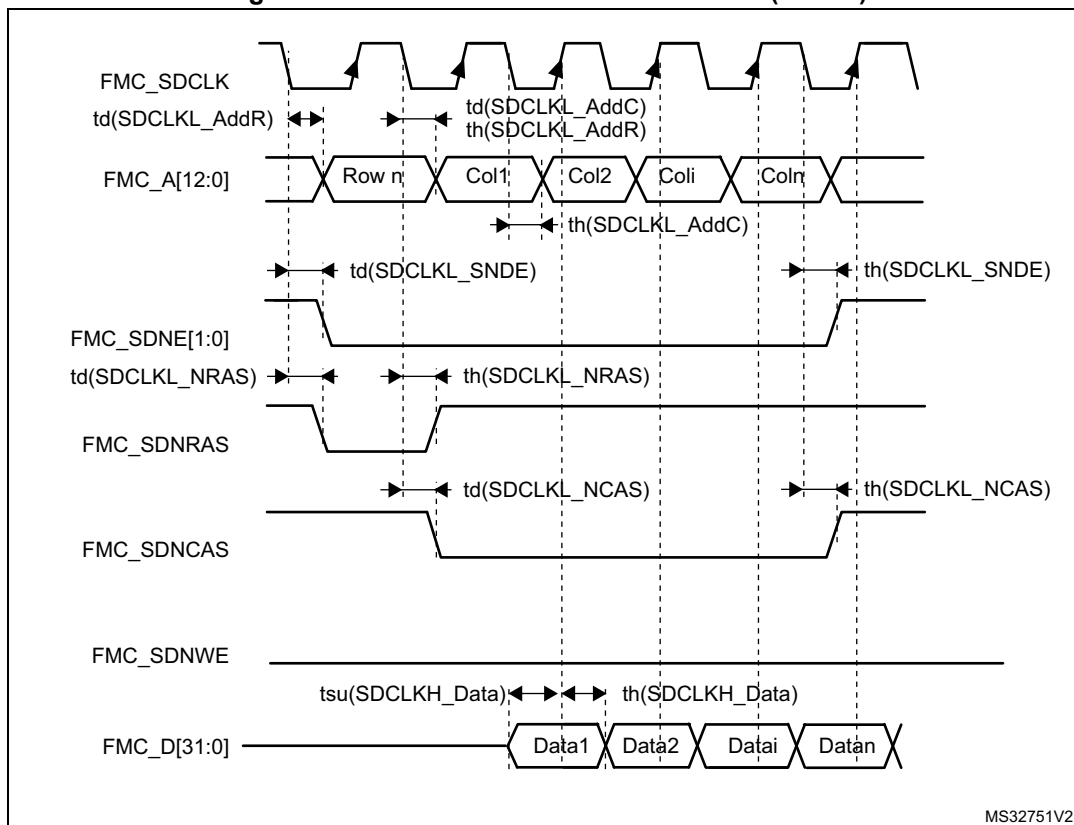 FMC_SDCLK
td(SDCLKL_AddR)
td(SDCLKL_AddC)
th(SDCLKL_AddR)
FMC_A[12:0]
Row n
Col1
Col2
Coli
Coln
th(SDCLKL_AddC)
td(SDCLKL_SNDE)
th(SDCLKL_SNDE)
FMC_SDNE[1:0]
td(SDCLKL_NRAS)
th(SDCLKL_NRAS)
FMC_SDNRAS
td(SDCLKL_NCAS)
th(SDCLKL_NCAS)
FMC_SDNCAS
FMC_SDNWE
tsu(SDCLKH_Data)
th(SDCLKH_Data)
FMC_D[31:0]
Data1
Data2
Datai
Datan
MS32751V2